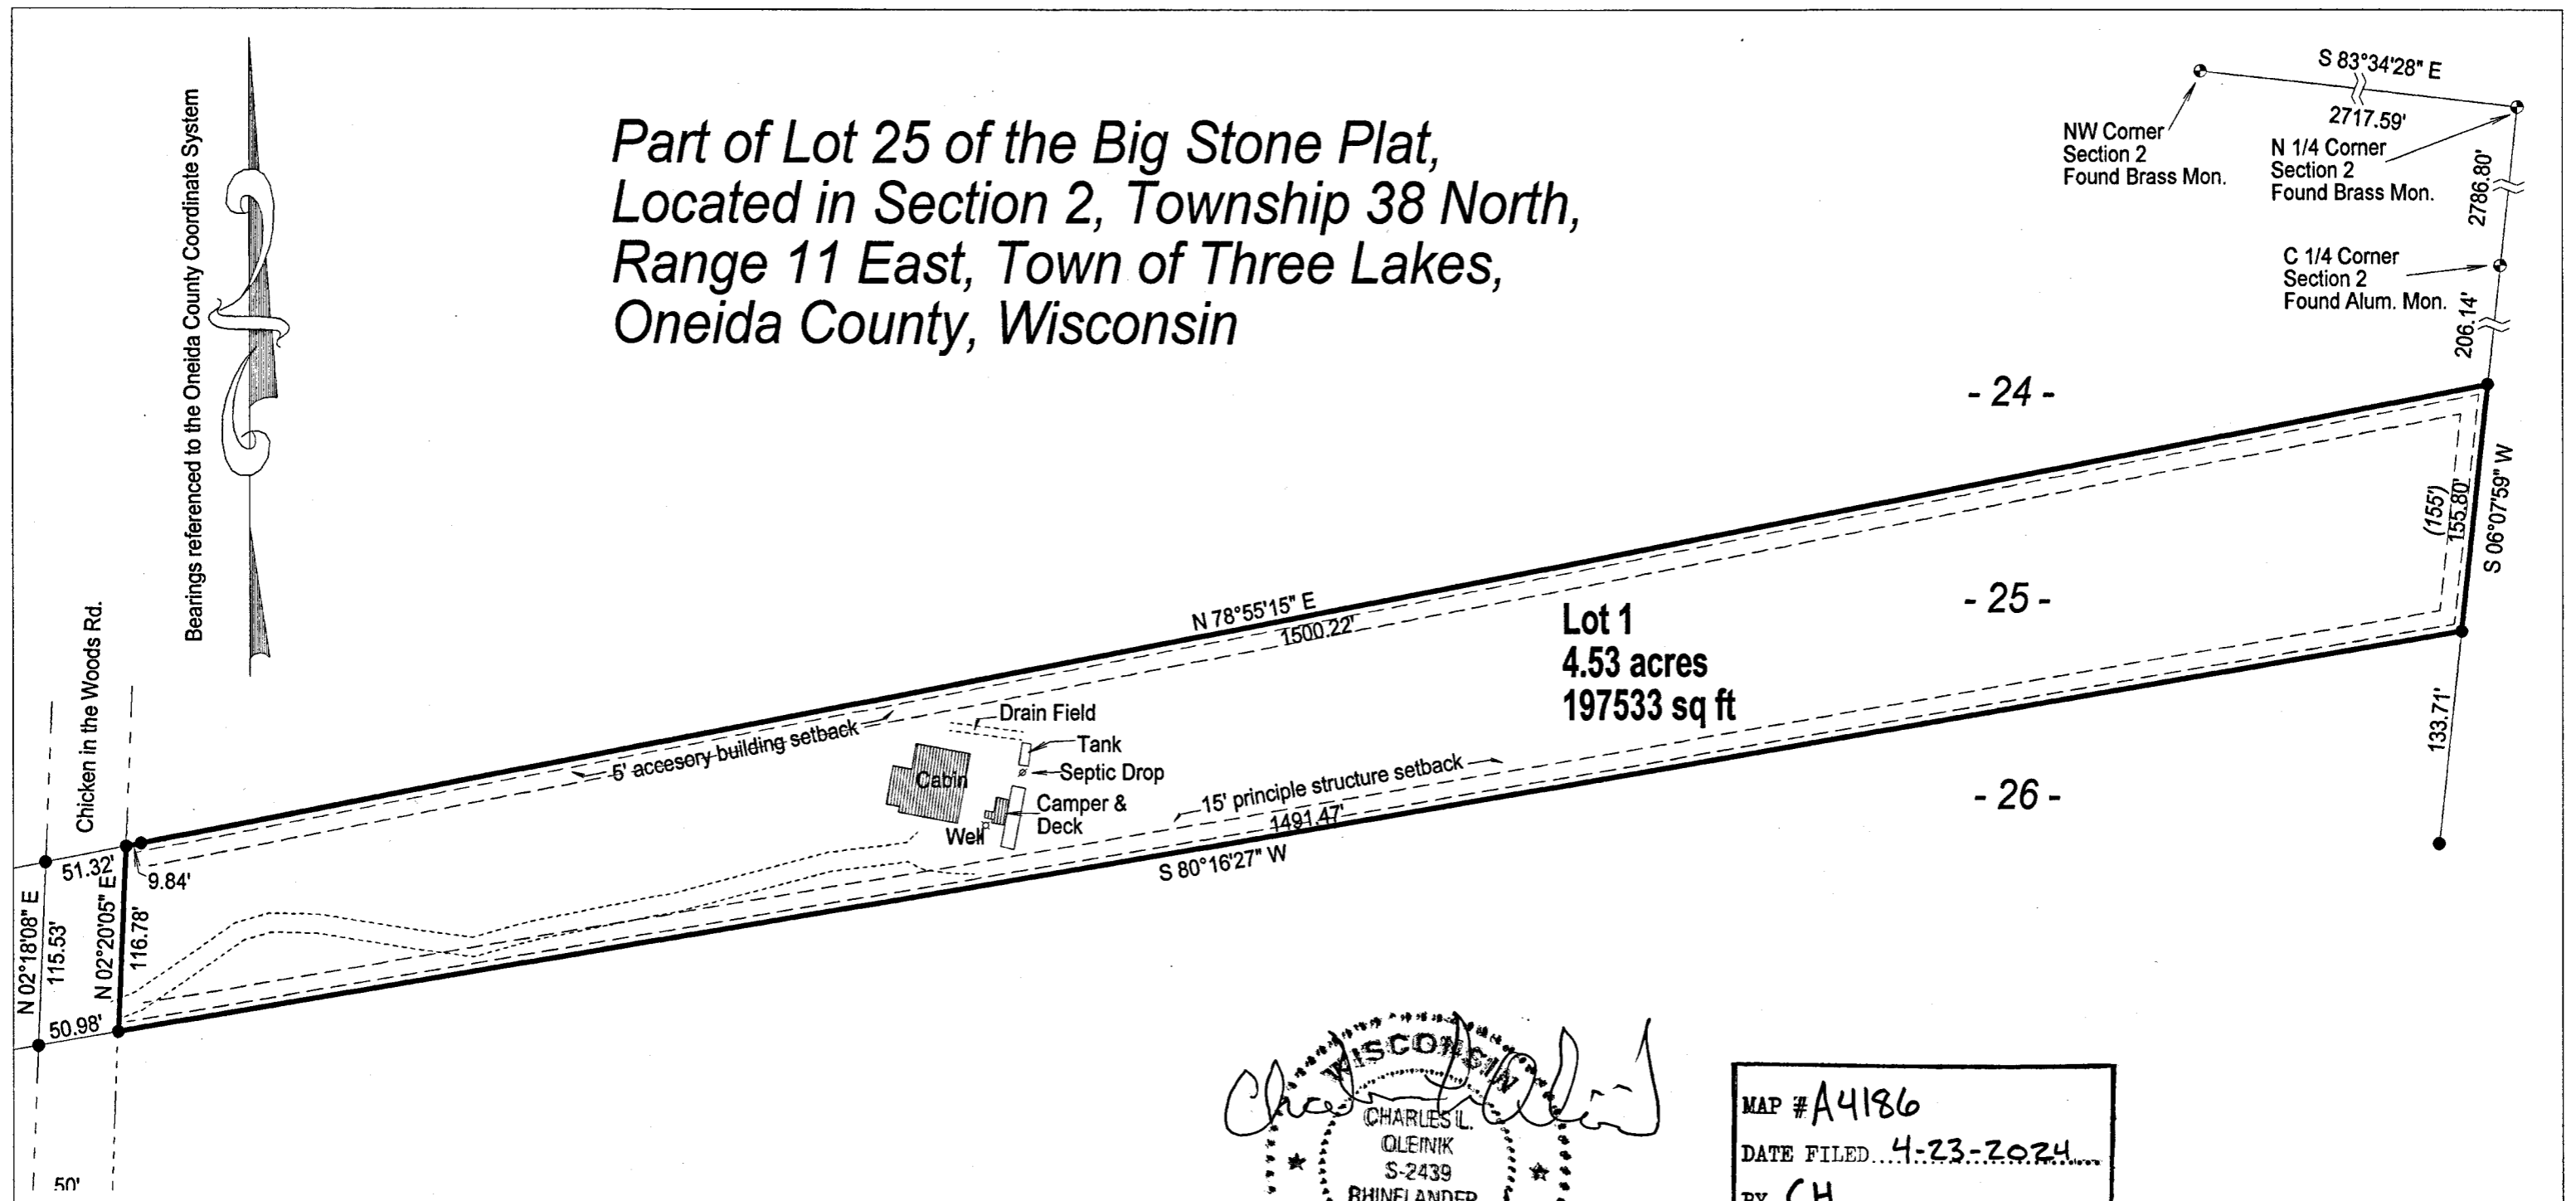 Bearings referenced to the Oneida County Coordinate System
Part of Lot 25 of the Big Stone Plat,
Located in Section 2, Township 38 North,
Range 11 East, Town of Three Lakes,
Oneida County, Wisconsin
S 83°34'28" E
2717.59'
NW Corner
Section 2
Found Brass Mon.
N 1/4 Corner
Section 2
Found Brass Mon.
2786.80'
C 1/4 Corner
Section 2
Found Alum. Mon.
206.14'
- 24 -
(155')
155.80'
S 06°07'59" W
N 78°55'15" E
1500.22'
Lot 1
4.53 acres
197533 sq ft
- 25 -
Chicken in the Woods Rd.
5' accesory building setback
Drain Field
Tank
Septic Drop
Cabin
Camper &
Deck
Well
15' principle structure setback
1491.47'
S 80°16'27" W
133.71'
- 26 -
51.32'
9.84'
N 02°18'08" E
115.53'
N 02°20'05" E
116.78'
50.98'
50'
WISCONSIN
CHARLES L.
OLEINIK
S-2439
RHINELANDER
MAP # A4186
DATE FILED 4-23-2024
BY CH